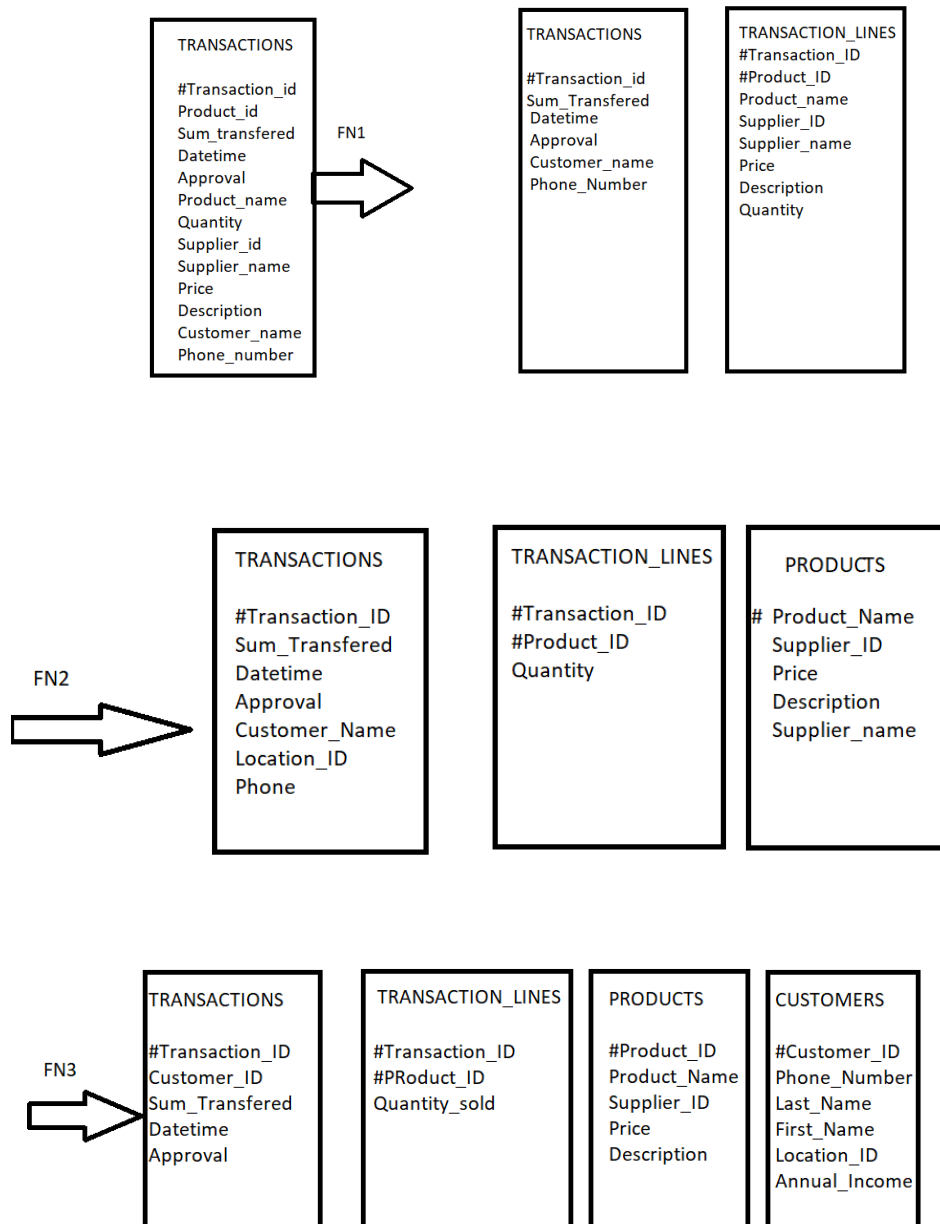 TRANSACTIONS
#Transaction_id
Product_id
Sum_transfered
Datetime
Approval
Product_name
Quantity
Supplier_id
Supplier_name
Price
Description
Customer_name
Phone_number
FN1
TRANSACTIONS
#Transaction_id
Sum_Transfered
Datetime
Approval
Customer_name
Phone_Number
TRANSACTION_LINES
#Transaction_ID
#Product_ID
Product_name
Supplier_ID
Supplier_name
Price
Description
Quantity
FN2
TRANSACTIONS
#Transaction_ID
Sum_Transfered
Datetime
Approval
Customer_Name
Location_ID
Phone
TRANSACTION_LINES
#Transaction_ID
#Product_ID
Quantity
PRODUCTS
# Product_Name
Supplier_ID
Price
Description
Supplier_name
FN3
TRANSACTIONS
#Transaction_ID
Customer_ID
Sum_Transfered
Datetime
Approval
TRANSACTION_LINES
#Transaction_ID
#PRoduct_ID
Quantity_sold
PRODUCTS
#Product_ID
Product_Name
Supplier_ID
Price
Description
CUSTOMERS
#Customer_ID
Phone_Number
Last_Name
First_Name
Location_ID
Annual_Income